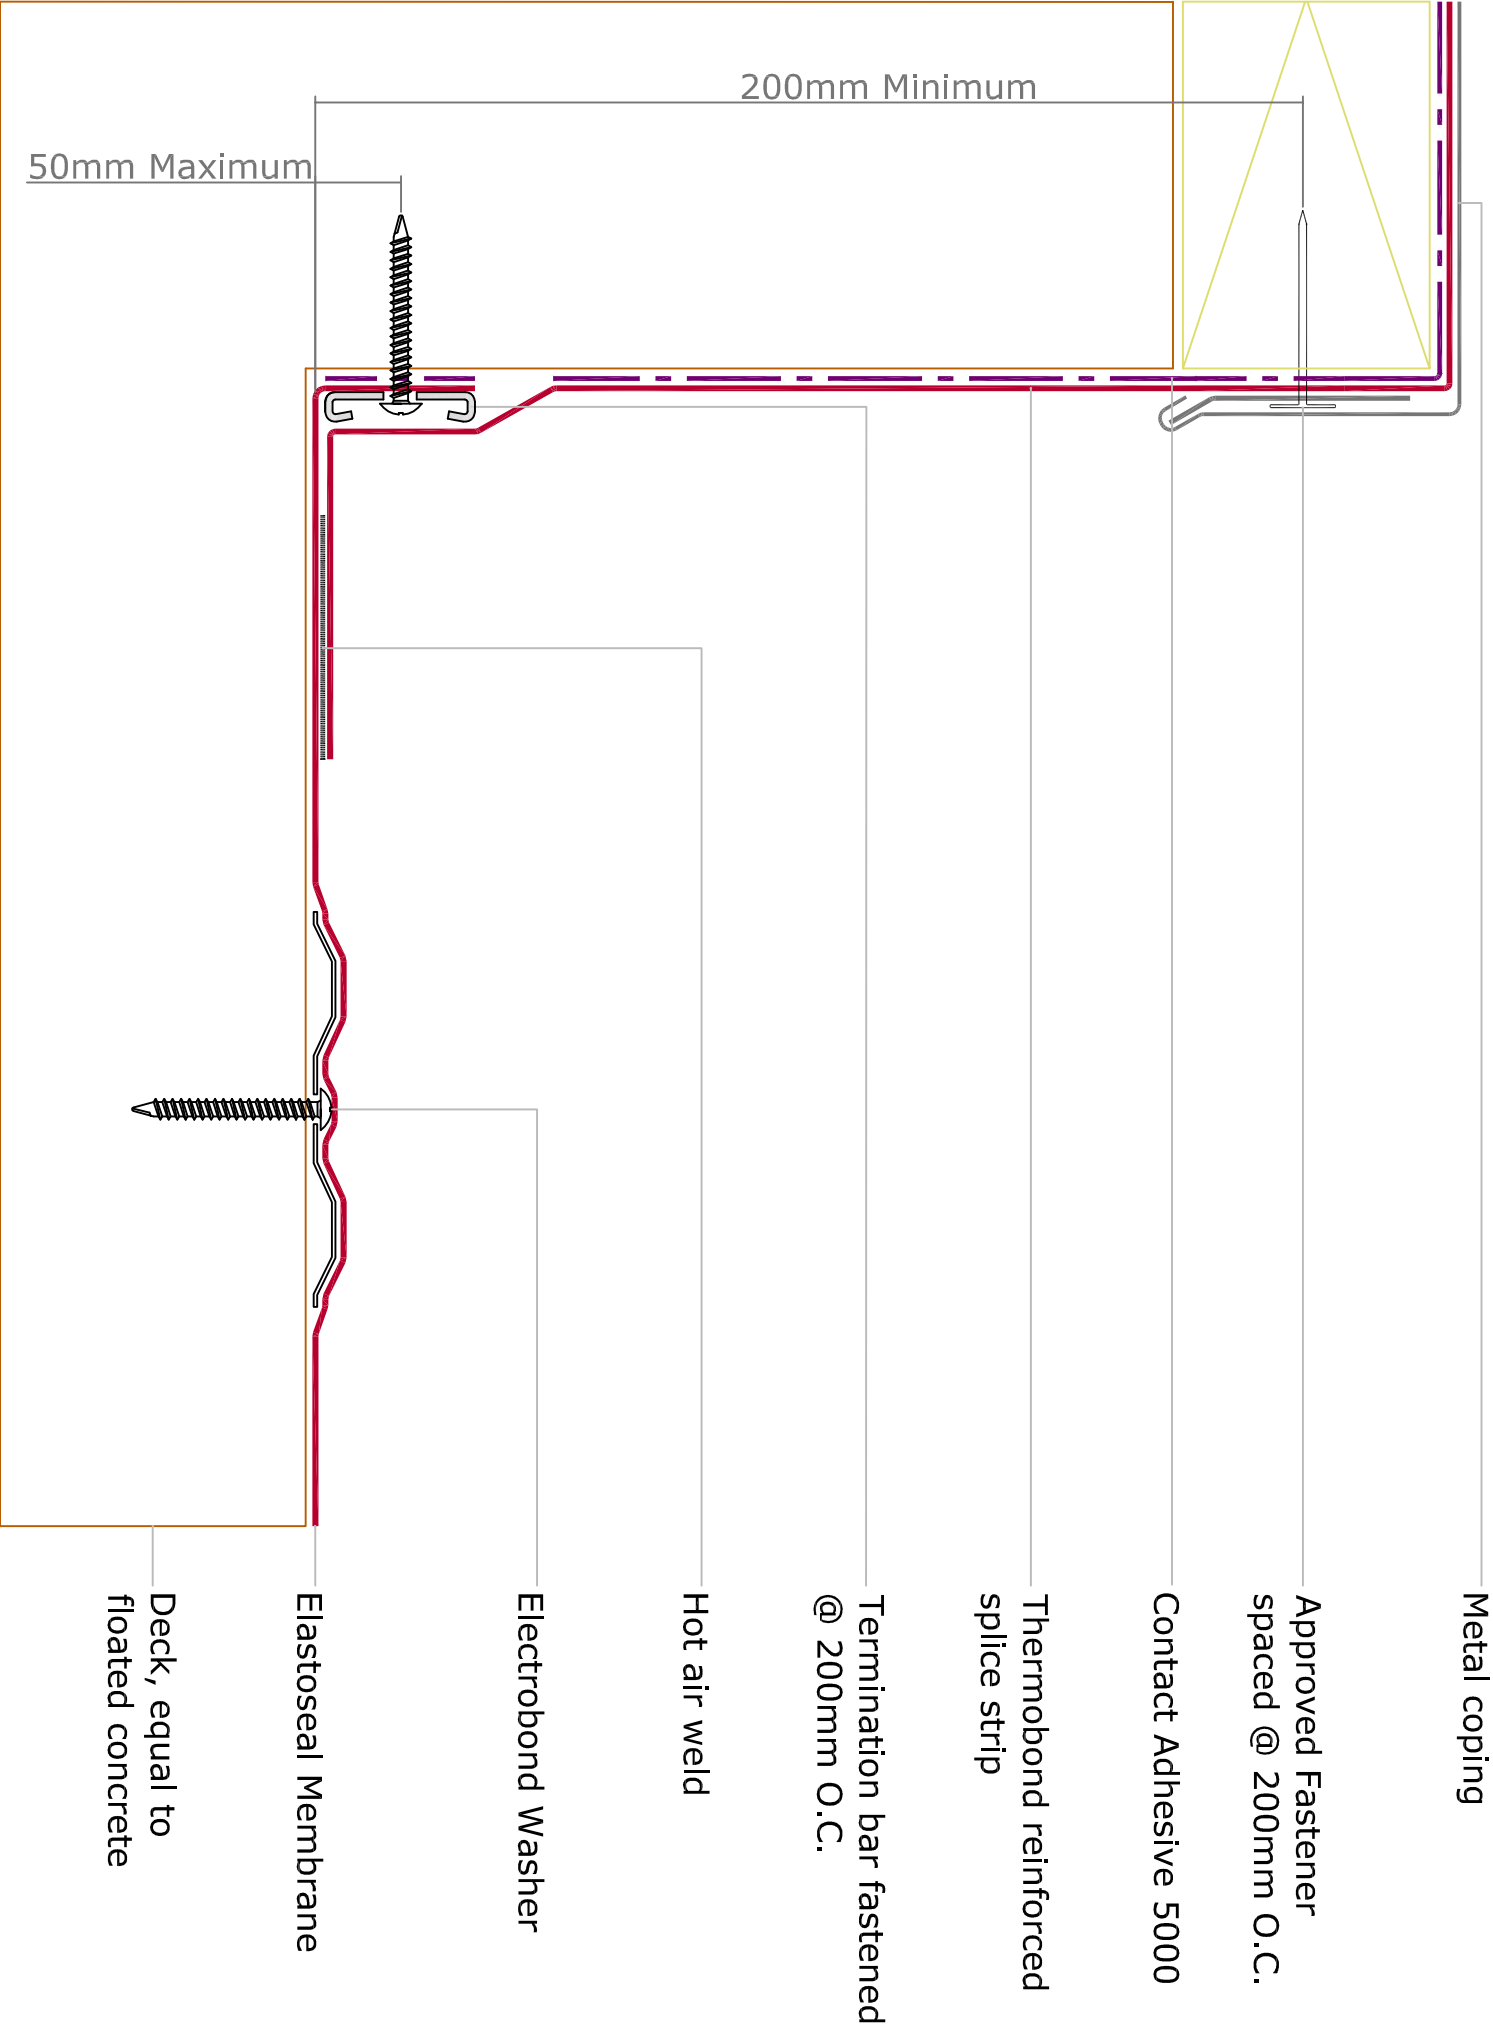 200mm Minimum
50mm Maximum
Metal coping
Approved Fastener
spaced @ 200mm O.C.
Contact Adhesive 5000
Thermobond reinforced
splice strip
Termination bar fastened
@ 200mm O.C.
Hot air weld
Electrobond Washer
Elastoseal Membrane
Deck, equal to
floated concrete